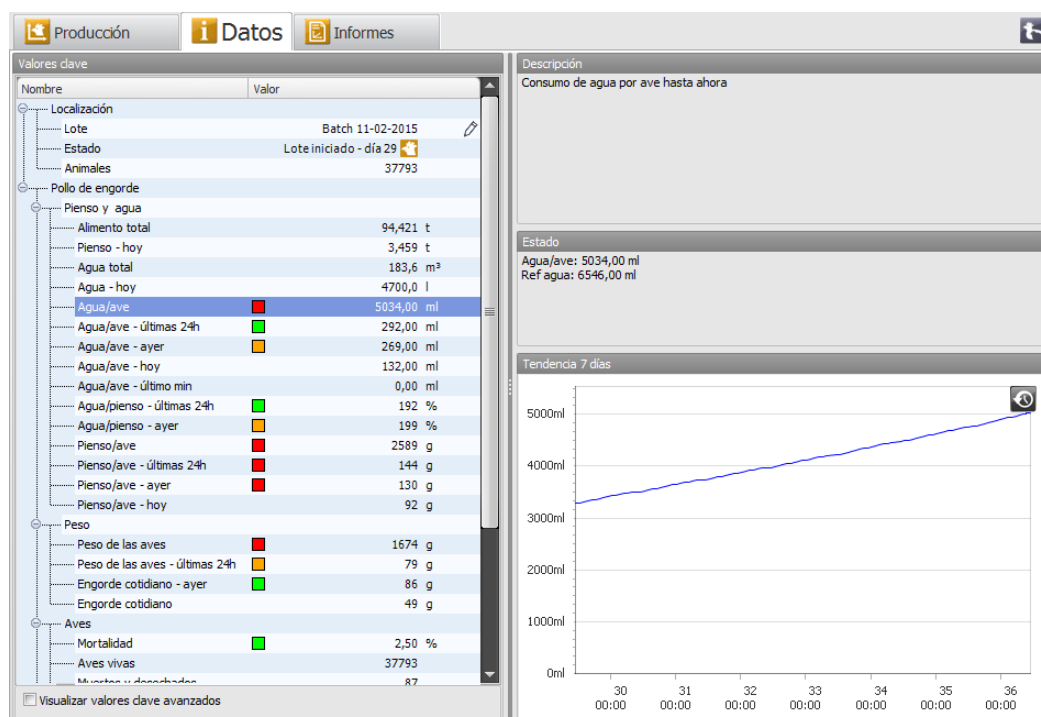 Producción
Datos
Informes
Valores clave
Nombre Valor
Localización
Lote Batch 11-02-2015
Estado Lote iniciado - día 29
Animales 37793
Pollo de engorde
Pienso y agua
Alimento total 94,421 t
Pienso - hoy 3,459 t
Agua total 183,6 m³
Agua - hoy 4700,0 l
Agua/ave 5034,00 ml
Agua/ave - últimas 24h 292,00 ml
Agua/ave - ayer 269,00 ml
Agua/ave - hoy 132,00 ml
Agua/ave - último min 0,00 ml
Agua/pienso - últimas 24h 192 %
Agua/pienso - ayer 199 %
Pienso/ave 2589 g
Pienso/ave - últimas 24h 144 g
Pienso/ave - ayer 130 g
Pienso/ave - hoy 92 g
Peso
Peso de las aves 1674 g
Peso de las aves - últimas 24h 79 g
Engorde cotidiano - ayer 86 g
Engorde cotidiano 49 g
Aves
Mortalidad 2,50 %
Aves vivas 37793
Muertos y desechados 87
Visualizar valores clave avanzados
Descripción
Consumo de agua por ave hasta ahora
Estado
Agua/ave: 5034,00 ml
Ref agua: 6546,00 ml
Tendencia 7 días
5000ml
4000ml
3000ml
2000ml
1000ml
0ml
30 31 32 33 34 35 36
00:00 00:00 00:00 00:00 00:00 00:00 00:00